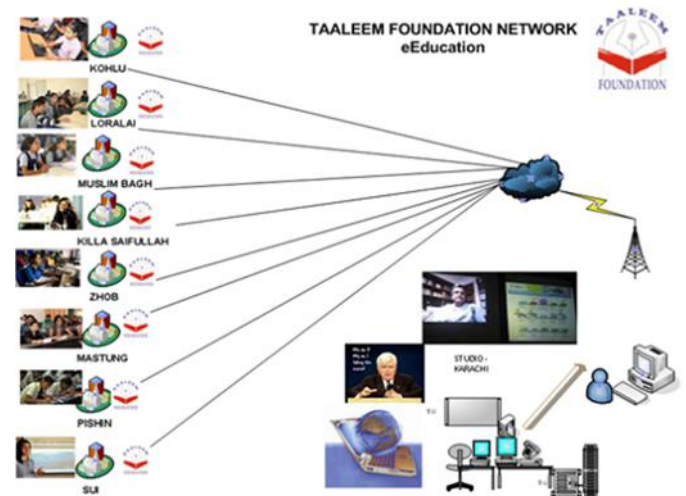 TAALEEM FOUNDATION NETWORK
eEducation
TAALEEM
FOUNDATION
KOHLU
LORALAI
MUSLIM BAGH
KILLA SAIFULLAH
ZHOB
MASTUNG
PISHIN
SUI
STUDIO -
KARACHI